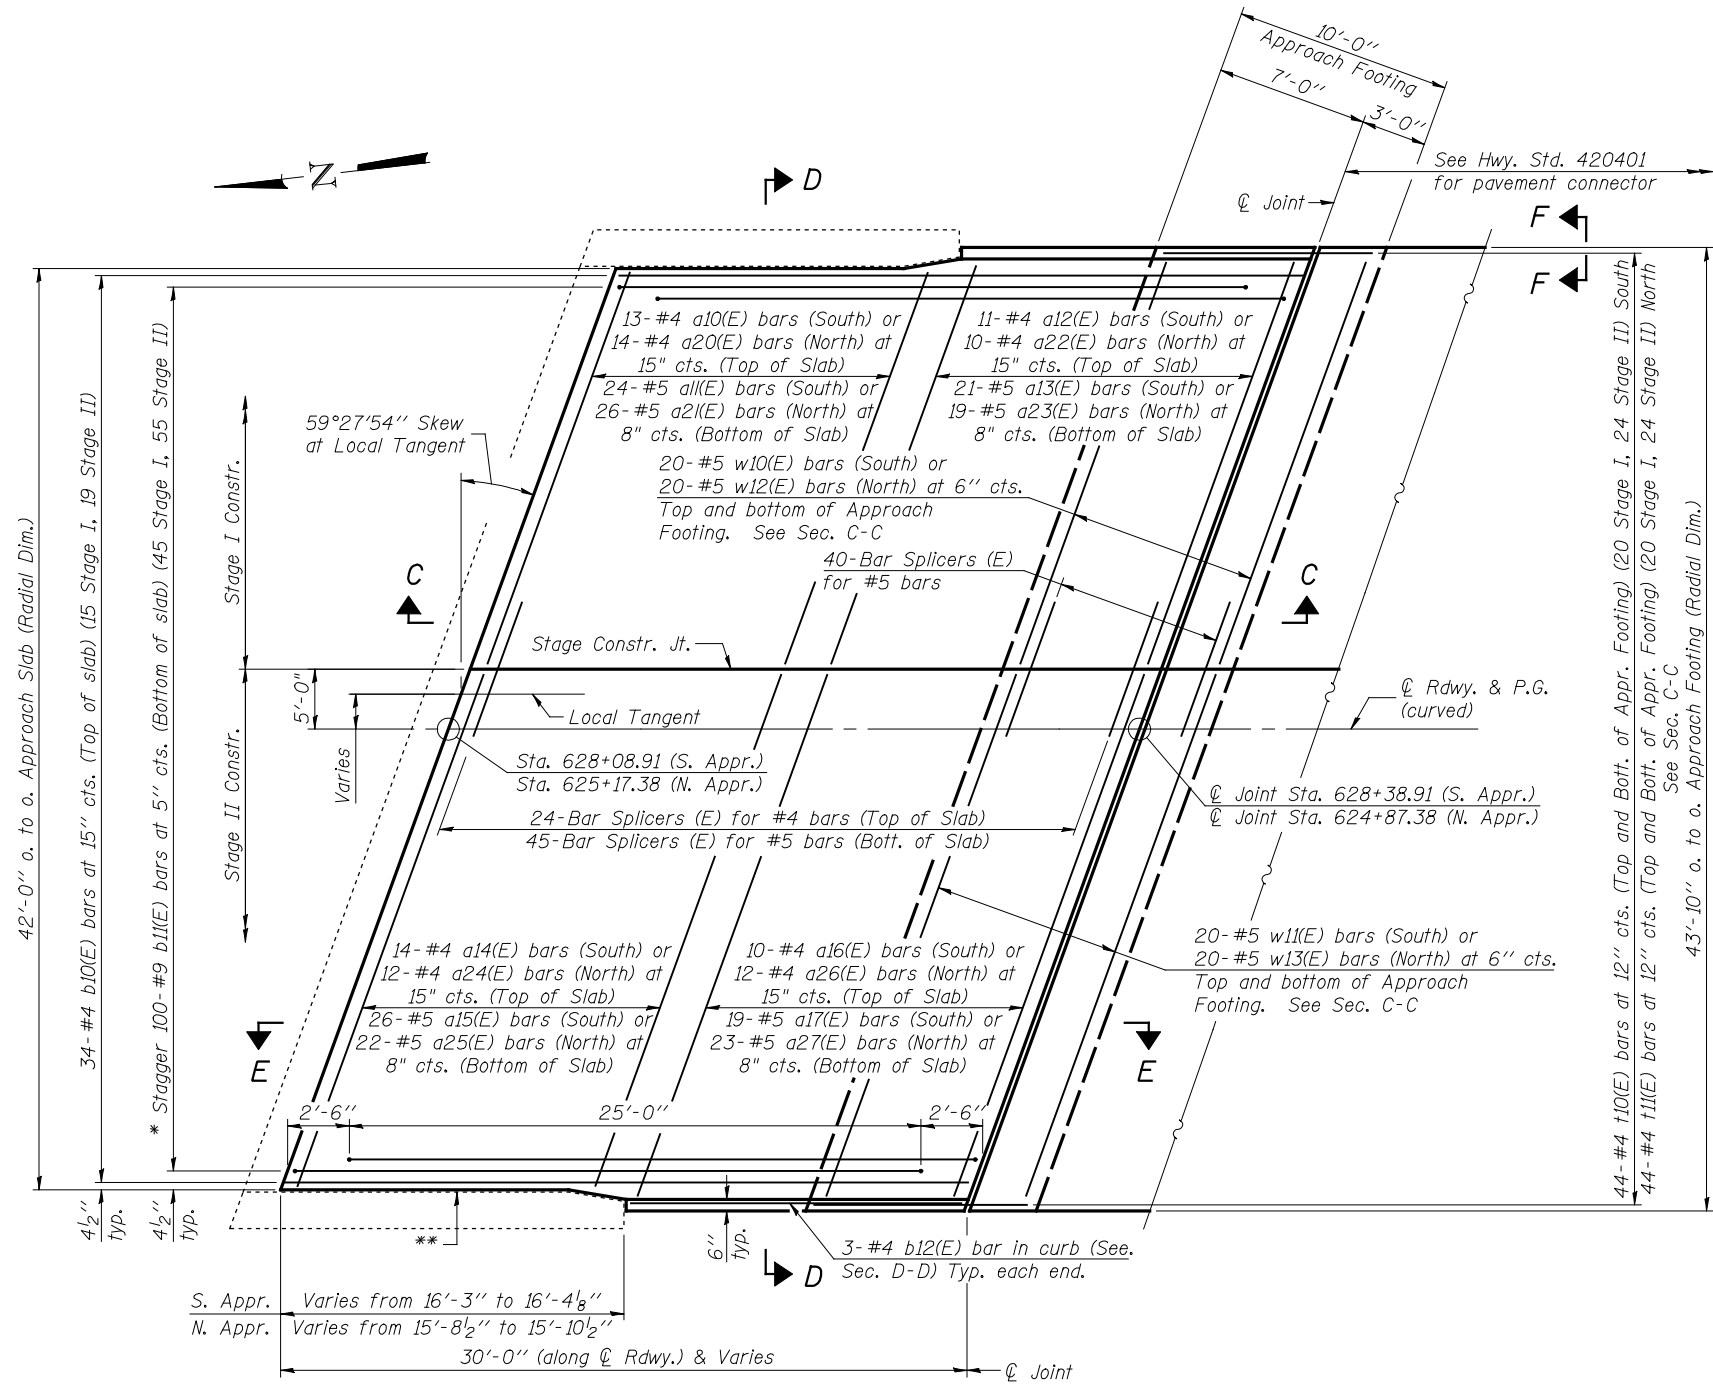 10'-0''
Approach Footing
7'-0''
3'-0''
See Hwy. Std. 420401
for pavement connector
℄ Joint
N
D
F
F
13-#4 a10(E) bars (South) or
14-#4 a20(E) bars (North) at
15" cts. (Top of Slab)
24-#5 a11(E) bars (South) or
26-#5 a21(E) bars (North) at
8" cts. (Bottom of Slab)
11-#4 a12(E) bars (South) or
10-#4 a22(E) bars (North) at
15" cts. (Top of Slab)
21-#5 a13(E) bars (South) or
19-#5 a23(E) bars (North) at
8" cts. (Bottom of Slab)
59°27'54'' Skew
at Local Tangent
20-#5 w10(E) bars (South) or
20-#5 w12(E) bars (North) at 6'' cts.
Top and bottom of Approach
Footing. See Sec. C-C
40-Bar Splicers (E)
for #5 bars
C
C
Stage Constr. Jt.
℄ Rdwy. & P.G.
(curved)
Local Tangent
5'-0"
Varies
Stage I Constr.
Stage II Constr.
42'-0'' o. to o. Approach Slab (Radial Dim.)
34-#4 b10(E) bars at 15'' cts. (Top of slab) (15 Stage I, 19 Stage II)
* Stagger 100-#9 b11(E) bars at 5'' cts. (Bottom of slab) (45 Stage I, 55 Stage II)
Sta. 628+08.91 (S. Appr.)
Sta. 625+17.38 (N. Appr.)
℄ Joint Sta. 628+38.91 (S. Appr.)
℄ Joint Sta. 624+87.38 (N. Appr.)
24-Bar Splicers (E) for #4 bars (Top of Slab)
45-Bar Splicers (E) for #5 bars (Bott. of Slab)
14-#4 a14(E) bars (South) or
12-#4 a24(E) bars (North) at
15" cts. (Top of Slab)
26-#5 a15(E) bars (South) or
22-#5 a25(E) bars (North) at
8" cts. (Bottom of Slab)
10-#4 a16(E) bars (South) or
12-#4 a26(E) bars (North) at
15" cts. (Top of Slab)
19-#5 a17(E) bars (South) or
23-#5 a27(E) bars (North) at
8" cts. (Bottom of Slab)
20-#5 w11(E) bars (South) or
20-#5 w13(E) bars (North) at 6'' cts.
Top and bottom of Approach
Footing. See Sec. C-C
44-#4 t10(E) bars at 12'' cts. (Top and Bott. of Appr. Footing) (20 Stage I, 24 Stage II) South
44-#4 t11(E) bars at 12'' cts. (Top and Bott. of Appr. Footing) (20 Stage I, 24 Stage II) North
See Sec. C-C
43'-10'' o. to o. Approach Footing (Radial Dim.)
E
E
2'-6''
25'-0''
2'-6''
4 1/2''
typ.
4 1/2''
typ.
**
6''
typ.
D
3-#4 b12(E) bar in curb (See.
Sec. D-D) Typ. each end.
S. Appr. Varies from 16'-3'' to 16'-4 1/8''
N. Appr. Varies from 15'-8 1/2'' to 15'-10 1/2''
30'-0'' (along ℄ Rdwy.) & Varies
℄ Joint